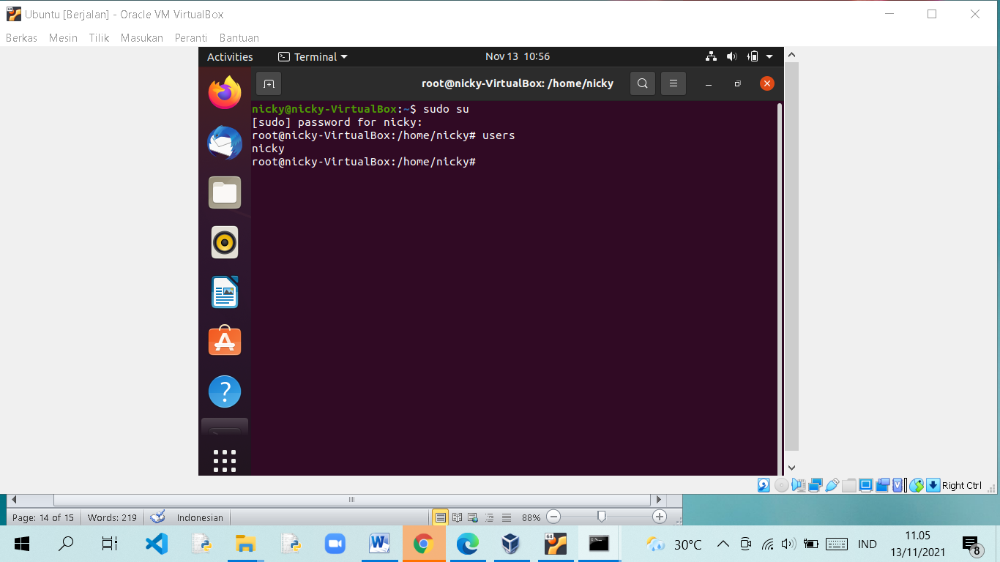 Ubuntu [Berjalan] - Oracle VM VirtualBox
Berkas Mesin Tilik Masukan Peranti Bantuan
Activities Terminal Nov 13 10:56
root@nicky-VirtualBox: /home/nicky
nicky@nicky-VirtualBox:~$ sudo su
[sudo] password for nicky:
root@nicky-VirtualBox:/home/nicky# users
nicky
root@nicky-VirtualBox:/home/nicky#
Right Ctrl
Page: 14 of 15 Words: 219 Indonesian 88%
30°C IND 11.05
13/11/2021
8